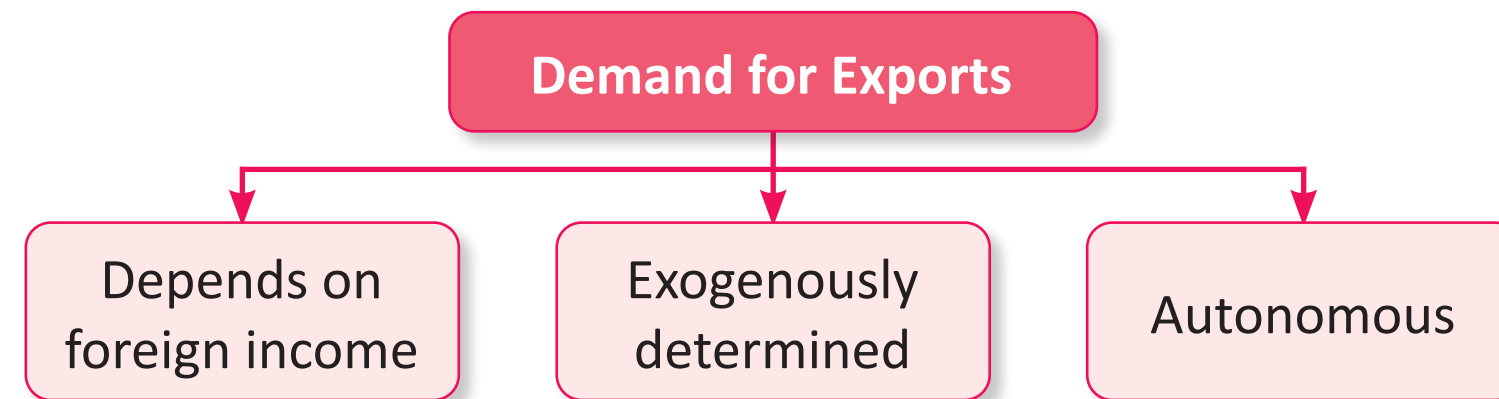 Demand for Exports
Depends on
foreign income
Exogenously
determined
Autonomous